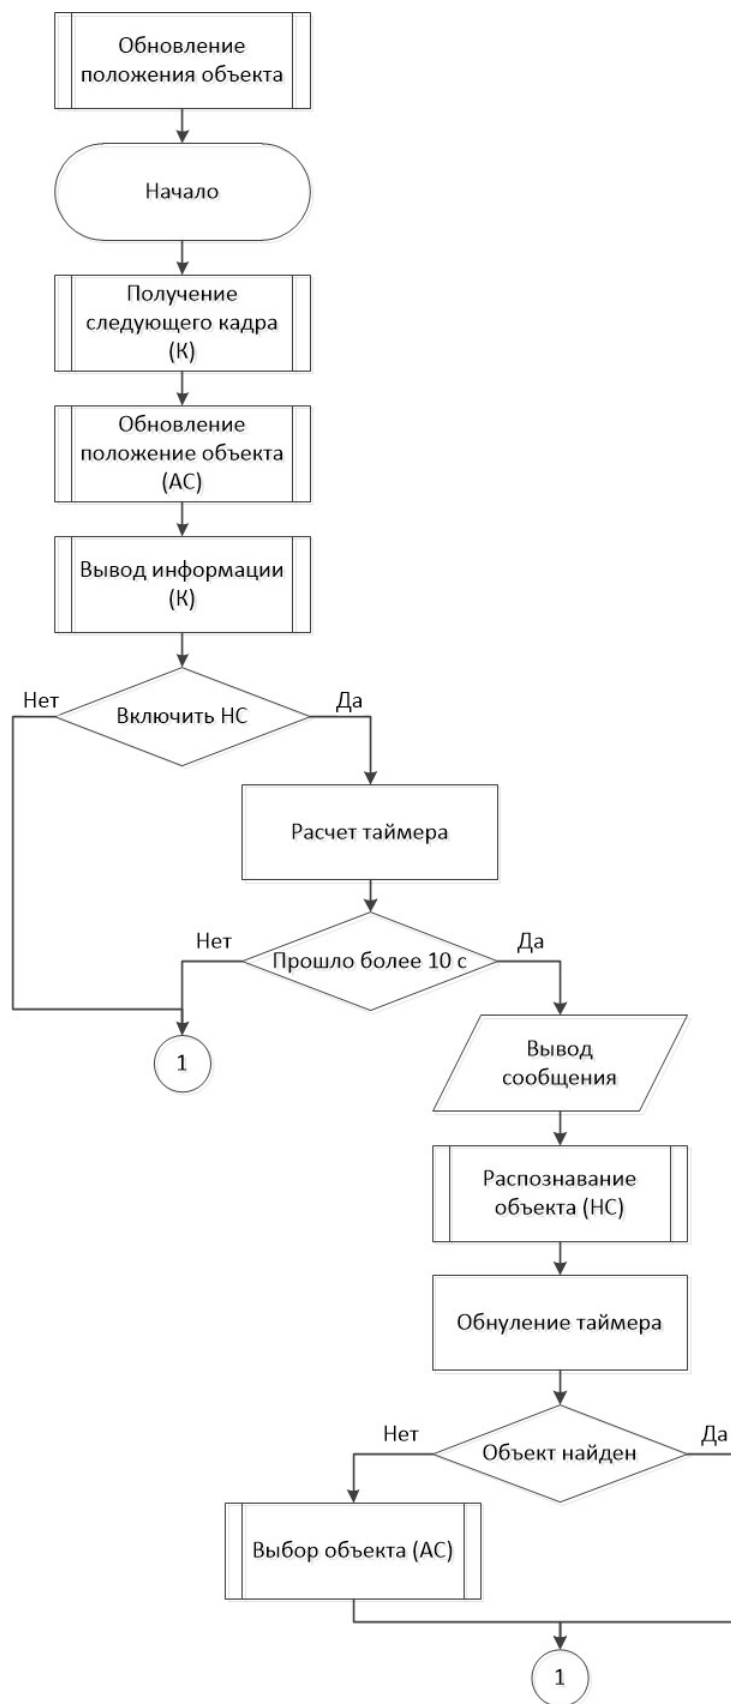 Обновление
положения объекта
Начало
Получение
следующего кадра
(К)
Обновление
положение объекта
(АС)
Вывод информации
(К)
Нет
Включить НС
Да
Расчет таймера
Нет
Прошло более 10 с
Да
1
Вывод
сообщения
Распознавание
объекта (НС)
Обнуление таймера
Нет
Объект найден
Да
Выбор объекта (АС)
1